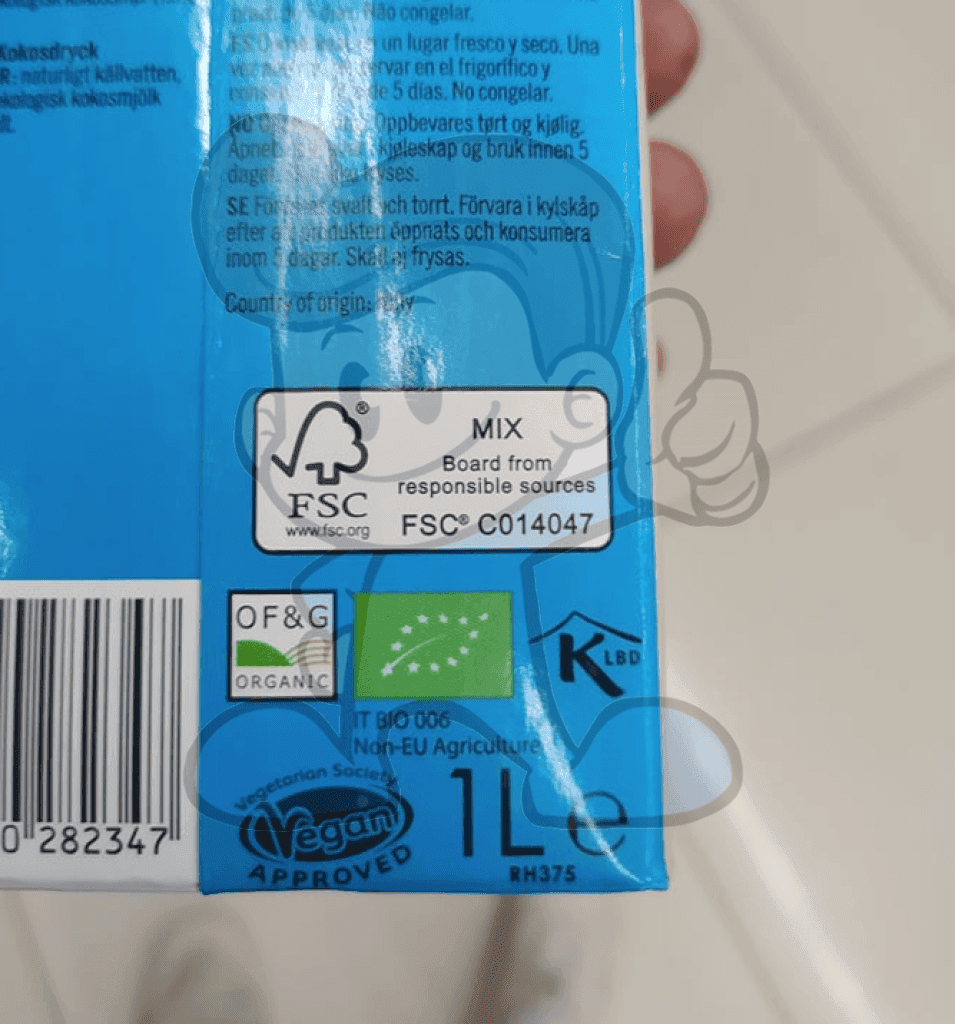 Kokosdryck
R: naturligt källvatten,
ekologisk kokosmjölk
lt.
Não congelar.
ES un lugar fresco y seco. Una
vez en el frigorífico y
de 5 días. No congelar.
NO Oppbevares tørt og kjølig.
kjøleskap og bruk innen 5
fryses.
SE svalt och torrt. Förvara i kylskåp
efter att produkten öppnats och konsumera
inom 5 dagar. Skall ej frysas.
Country of origin: Italy
FSC®
www.fsc.org
MIX
Board from
responsible sources
FSC® C014047
OF&G
ORGANIC
K LBD
IT BIO 006
Non-EU Agriculture
Vegetarian Society
Vegan
APPROVED
1L e
RH375
0 282347